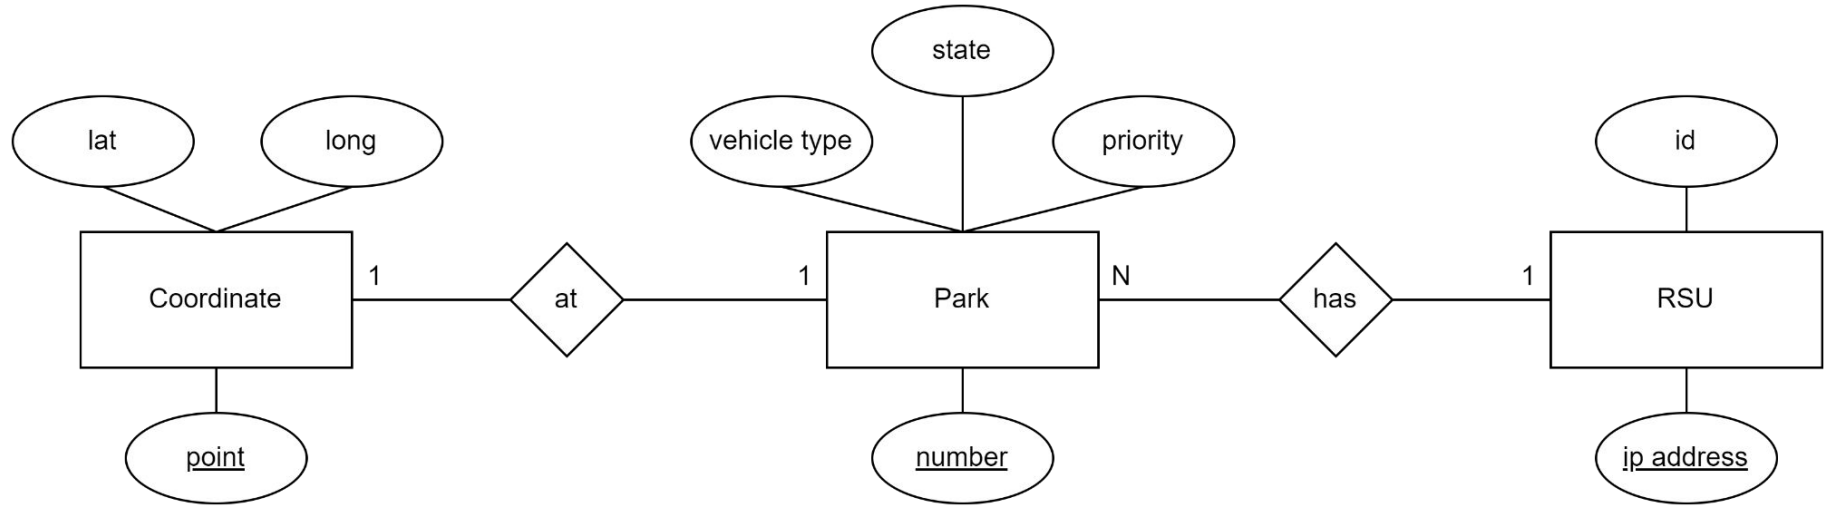 state
lat
long
vehicle type
priority
id
Coordinate
1
at
1
Park
N
has
1
RSU
point
number
ip address